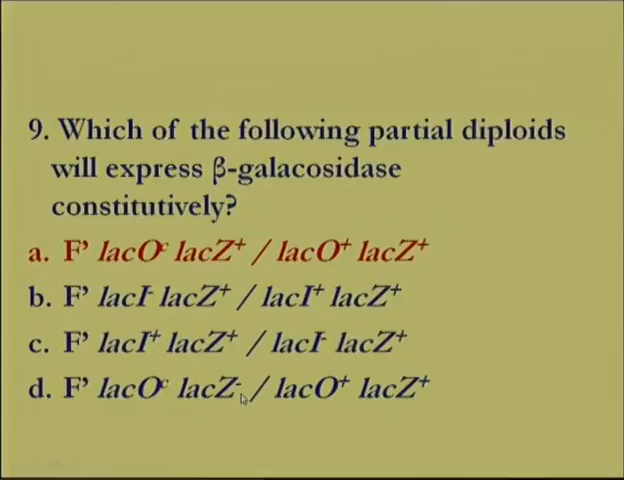 9. Which of the following partial diploids
will express β-galacosidase
constitutively?
a. F’ lacOᶜ lacZ⁺ / lacO⁺ lacZ⁺
b. F’ lacI⁻ lacZ⁺ / lacI⁺ lacZ⁺
c. F’ lacI⁺ lacZ⁺ / lacI⁻ lacZ⁺
d. F’ lacOᶜ lacZ⁻ / lacO⁺ lacZ⁺